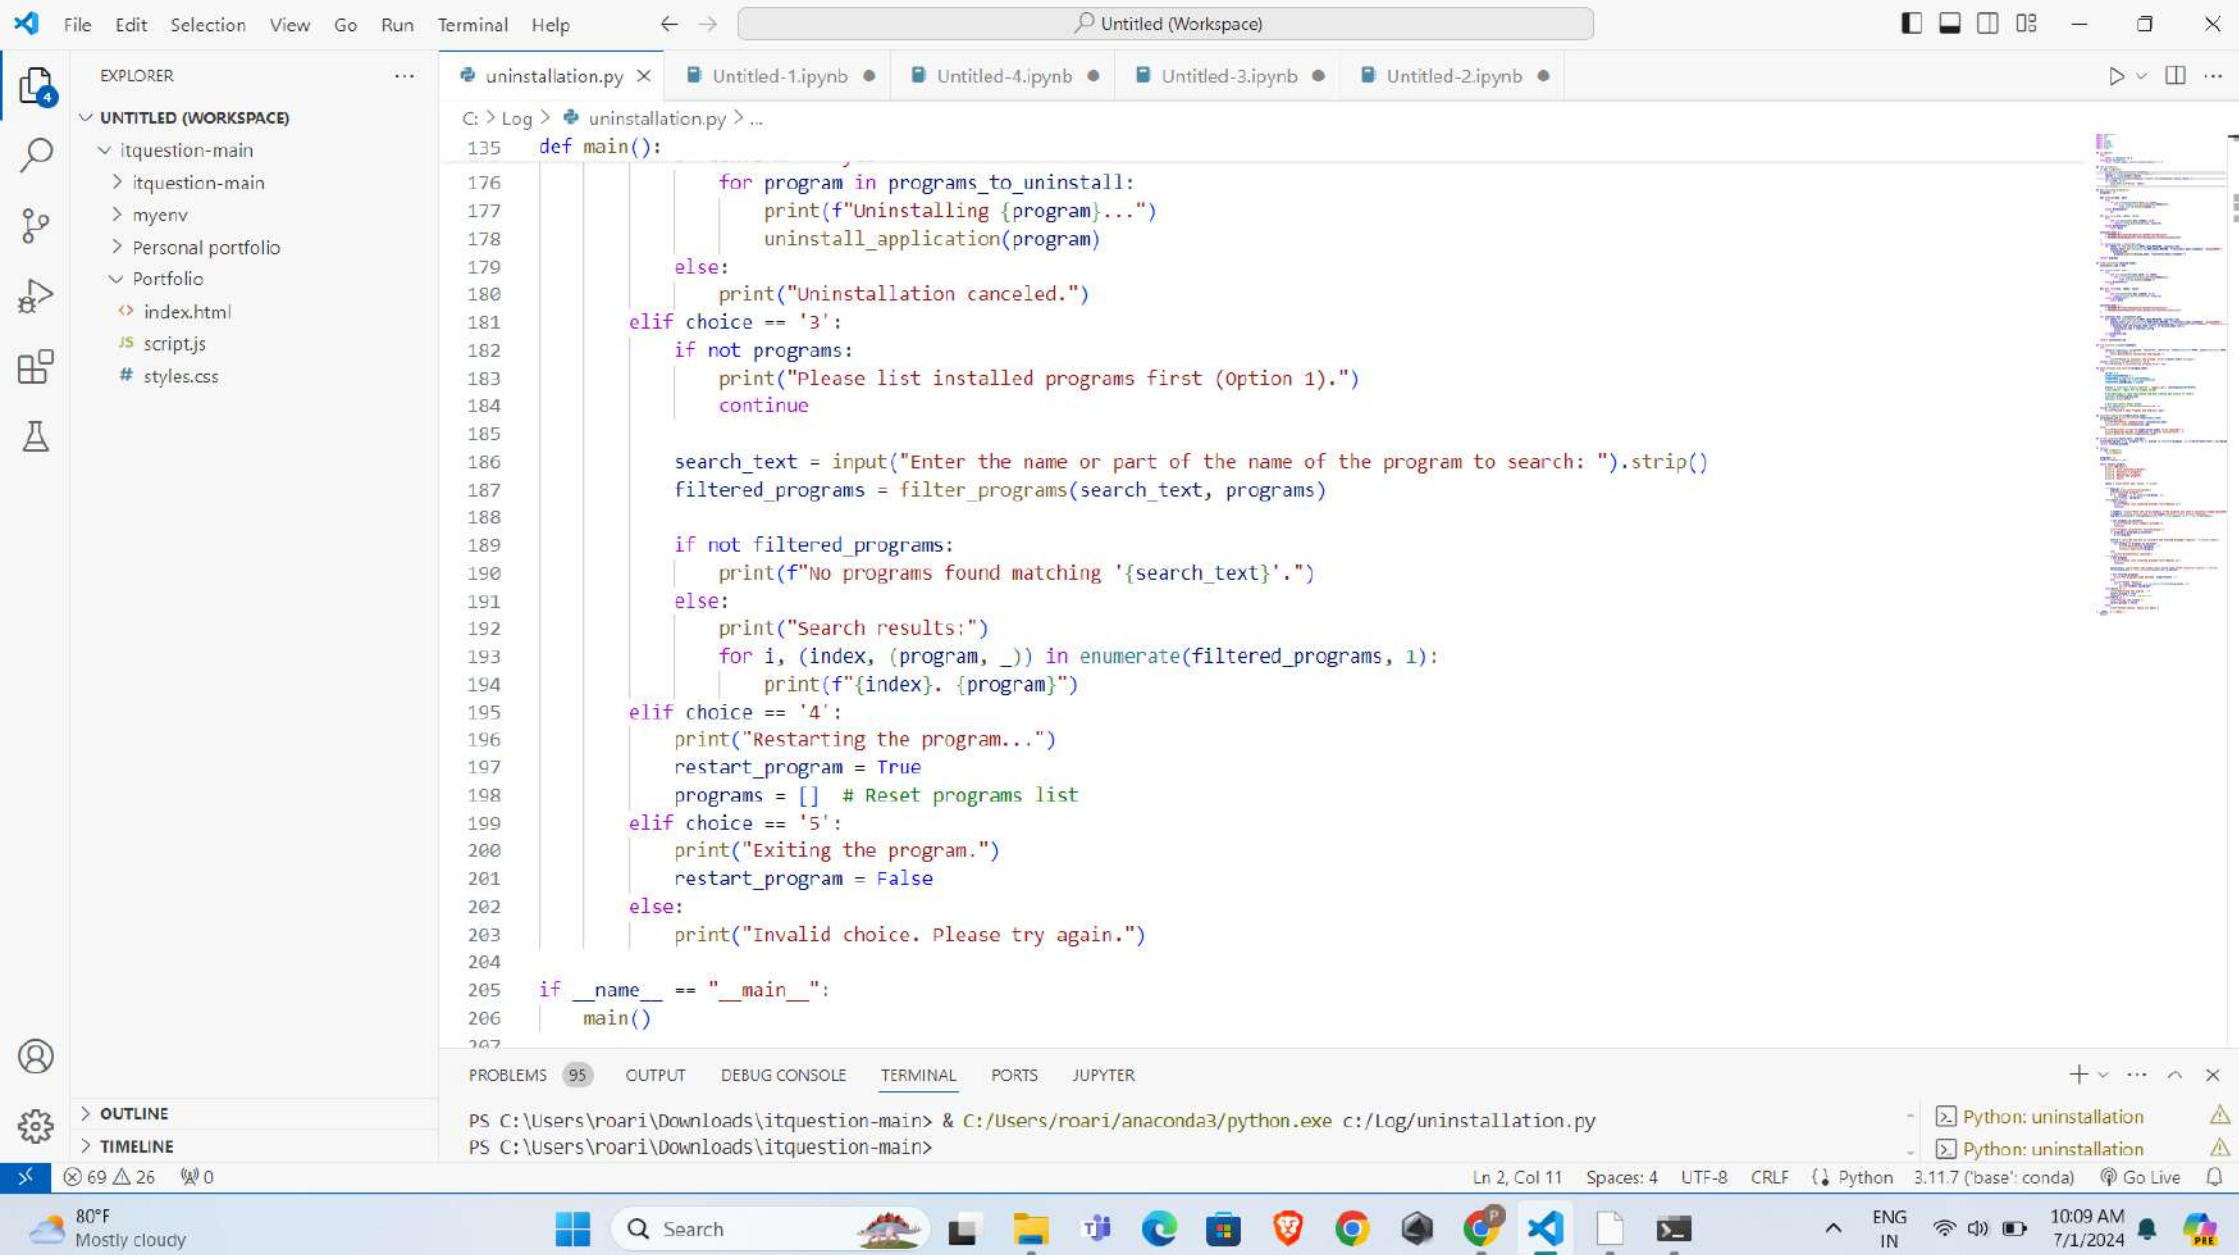 File Edit Selection View Go Run Terminal Help
Untitled (Workspace)
EXPLORER
UNTITLED (WORKSPACE)
itquestion-main
itquestion-main
myenv
Personal portfolio
Portfolio
<> index.html
JS script.js
# styles.css
OUTLINE
TIMELINE
4
uninstallation.py
Untitled-1.ipynb
Untitled-4.ipynb
Untitled-3.ipynb
Untitled-2.ipynb
C: > Log > uninstallation.py > ...
135 def main():
176 for program in programs_to_uninstall:
177 print(f"Uninstalling {program}...")
178 uninstall_application(program)
179 else:
180 print("Uninstallation canceled.")
181 elif choice == '3':
182 if not programs:
183 print("Please list installed programs first (Option 1).")
184 continue
185
186 search_text = input("Enter the name or part of the name of the program to search: ").strip()
187 filtered_programs = filter_programs(search_text, programs)
188
189 if not filtered_programs:
190 print(f"No programs found matching '{search_text}'.")
191 else:
192 print("Search results:")
193 for i, (index, (program, _)) in enumerate(filtered_programs, 1):
194 print(f"{index}. {program}")
195 elif choice == '4':
196 print("Restarting the program...")
197 restart_program = True
198 programs = [] # Reset programs list
199 elif choice == '5':
200 print("Exiting the program.")
201 restart_program = False
202 else:
203 print("Invalid choice. Please try again.")
204
205 if __name__ == "__main__":
206 main()
207
PROBLEMS 95 OUTPUT DEBUG CONSOLE TERMINAL PORTS JUPYTER
PS C:\Users\roari\Downloads\itquestion-main> & C:/Users/roari/anaconda3/python.exe c:/Log/uninstallation.py
PS C:\Users\roari\Downloads\itquestion-main>
Python: uninstallation
Python: uninstallation
69 26 0
Ln 2, Col 11 Spaces: 4 UTF-8 CRLF Python 3.11.7 ('base': conda) Go Live
80°F
Mostly cloudy
Search
P
ENG
IN
10:09 AM
7/1/2024
PRE